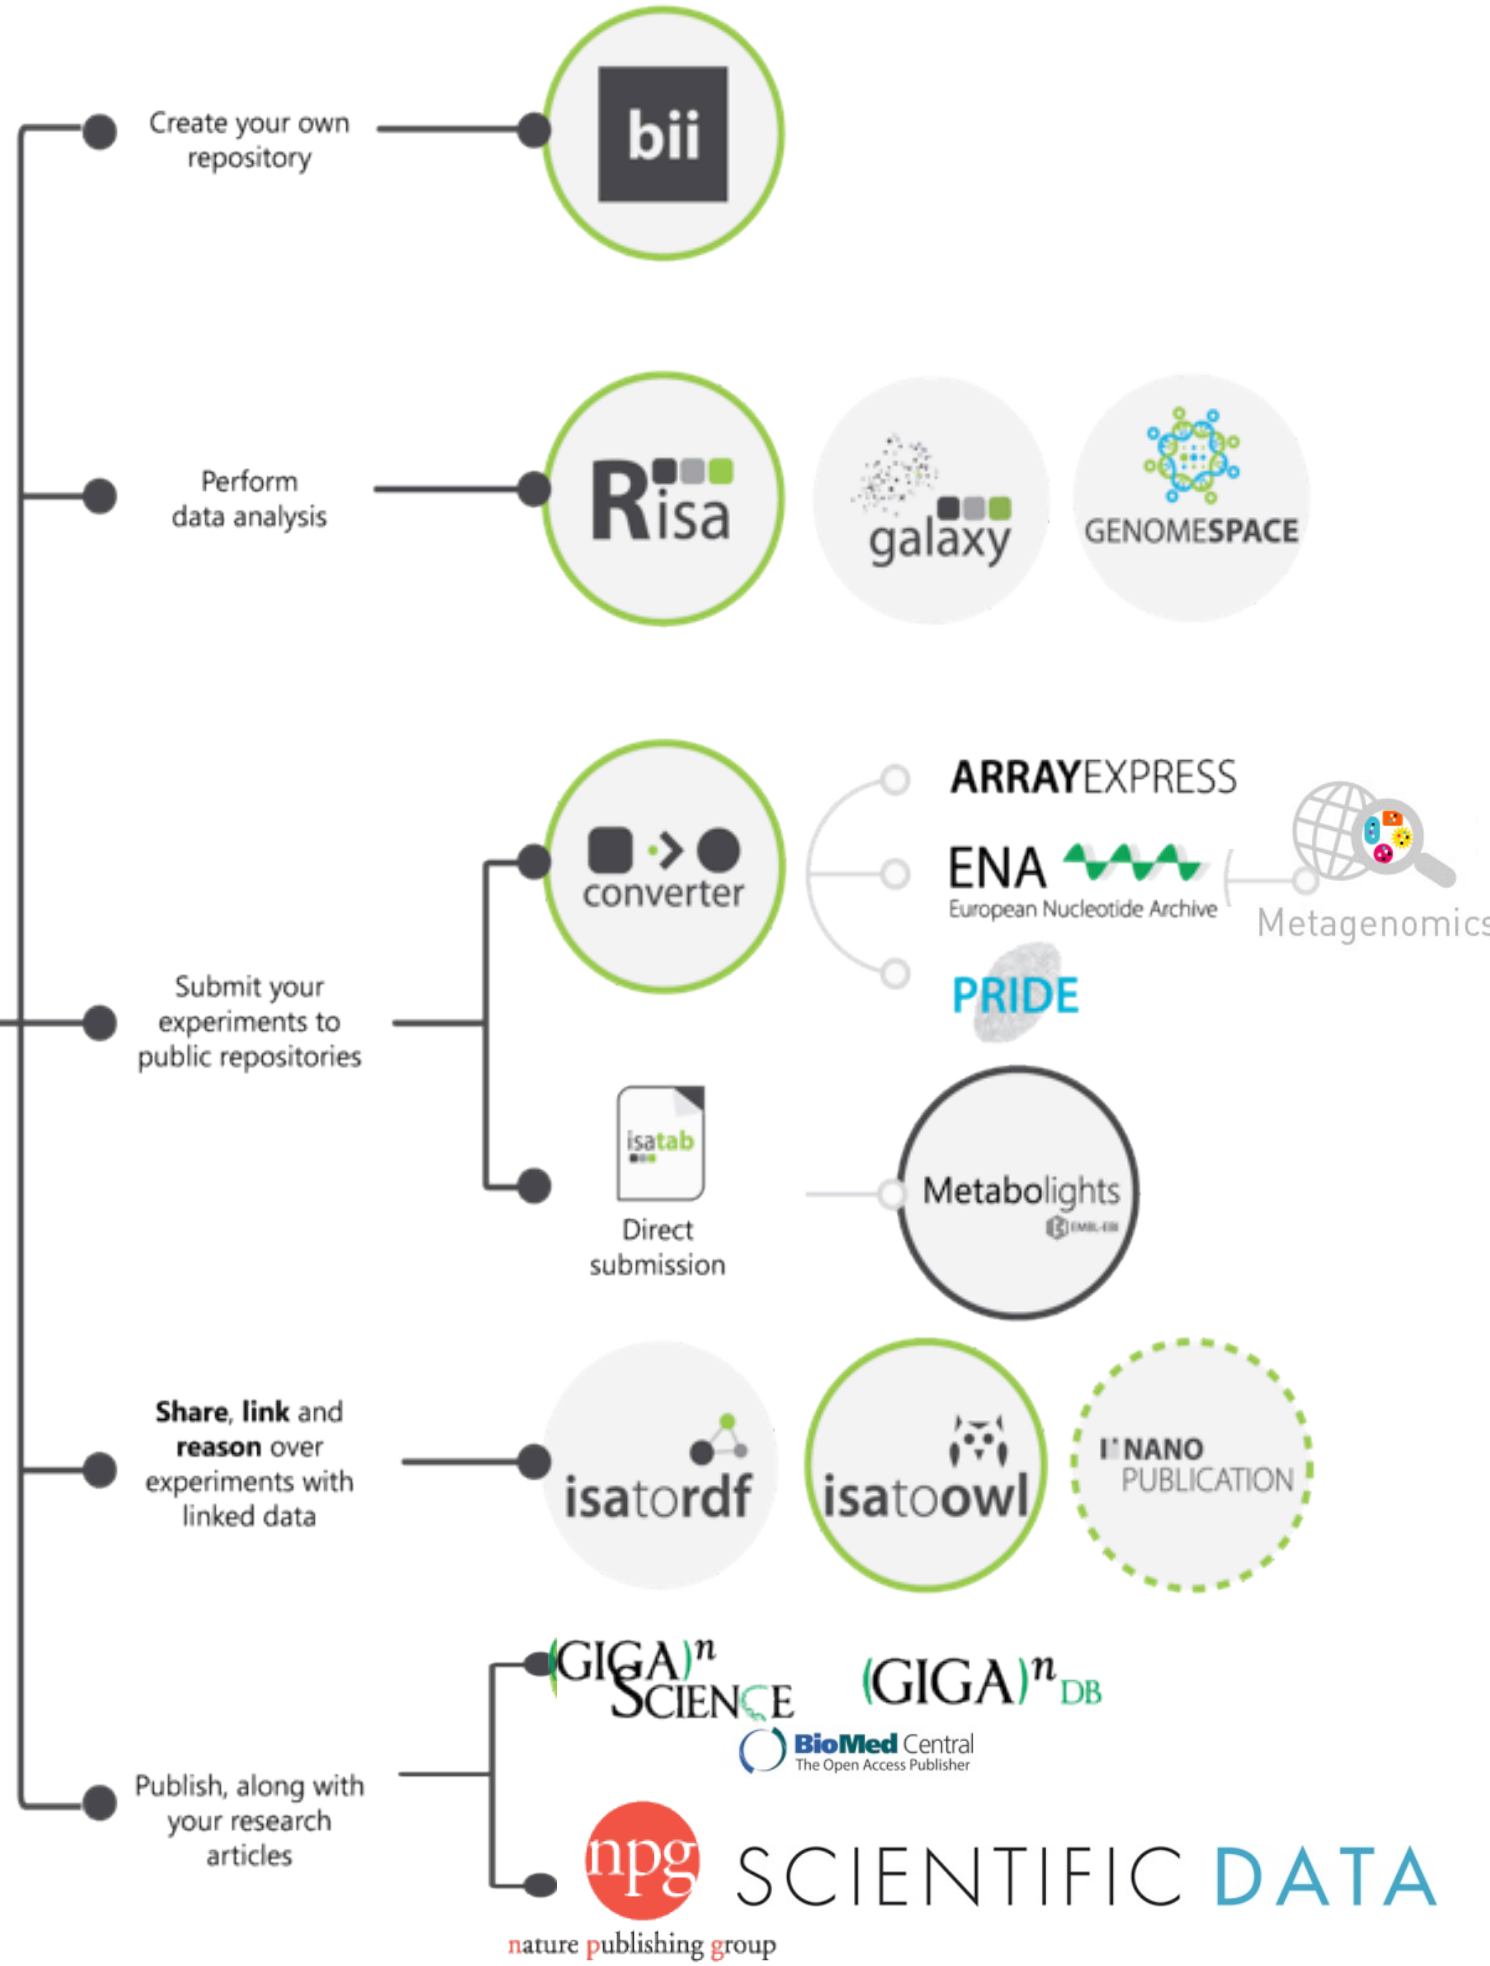 Create your own
repository
bii
Perform
data analysis
Risa
galaxy
GENOMESPACE
Submit your
experiments to
public repositories
converter
ARRAYEXPRESS
ENA
European Nucleotide Archive
Metagenomics
PRIDE
isatab
Direct
submission
Metabolights
EMBL-EBI
Share, link and
reason over
experiments with
linked data
isatordf
isatoowl
NANO
PUBLICATION
Publish, along with
your research
articles
(GIGA)n
SCIENCE
(GIGA)n DB
BioMed Central
The Open Access Publisher
npg
nature publishing group
SCIENTIFIC DATA